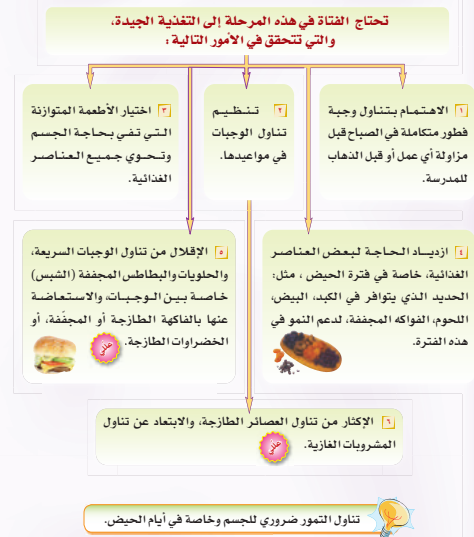 تحتاج الفتاة في هذه المرحلة إلى التغذية الجيدة،
والتي تتحقق في الأمور التالية :
١ الاهتمام بتناول وجبة
فطور متكاملة في الصباح قبل
مزاولة أي عمل أو قبل الذهاب
للمدرسة.
٢ تنظيم
تناول الوجبات
في مواعيدها.
٣ اختيار الأطعمة المتوازنة
التي تفي بحاجة الجسم
وتحوي جميع العناصر
الغذائية.
٤ ازدياد الحاجة لبعض العناصر
الغذائية، خاصة في فترة الحيض ، مثل:
الحديد الذي يتوافر في الكبد، البيض،
اللحوم، الفواكه المجففة، لدعم النمو في
هذه الفترة.
٥ الإقلال من تناول الوجبات السريعة،
والحلويات والبطاطس المجففة (الشبس)
خاصة بين الوجبات، والاستعاضة
عنها بالفاكهة الطازجة أو المجفّفة، أو
الخضراوات الطازجة.
عللي
٦ الإكثار من تناول العصائر الطازجة، والابتعاد عن تناول
المشروبات الغازية.
عللي
تناول التمور ضروري للجسم وخاصة في أيام الحيض.